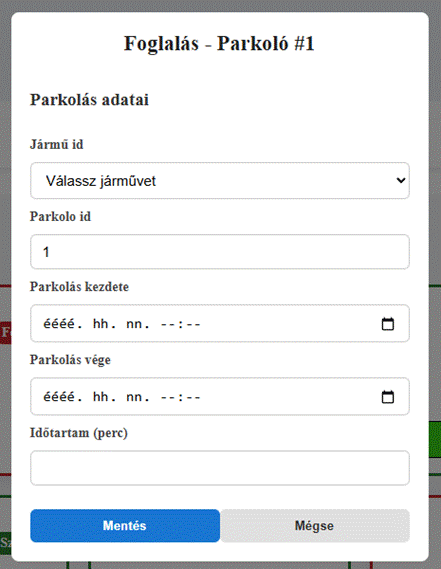 Foglalás - Parkoló #1
Parkolás adatai
Jármű id
Válassz járművet
Parkolo id
1
Parkolás kezdete
éééé. hh. nn. --:--
Parkolás vége
éééé. hh. nn. --:--
Időtartam (perc)
Mentés Mégse